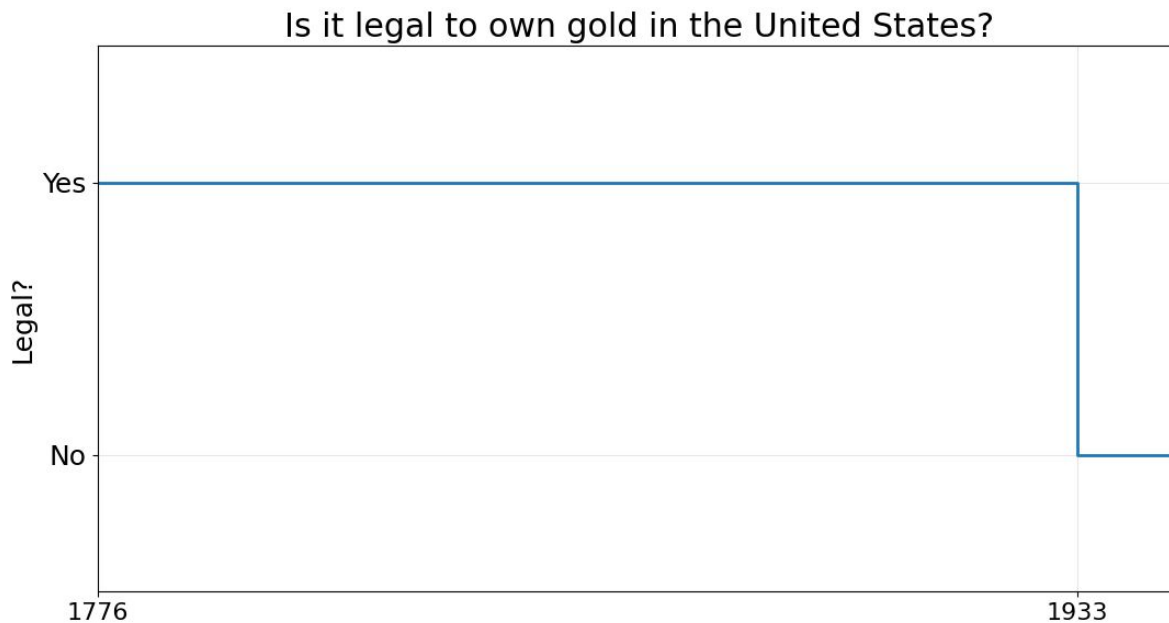 Is it legal to own gold in the United States?
Yes
Legal?
No
1776
1933